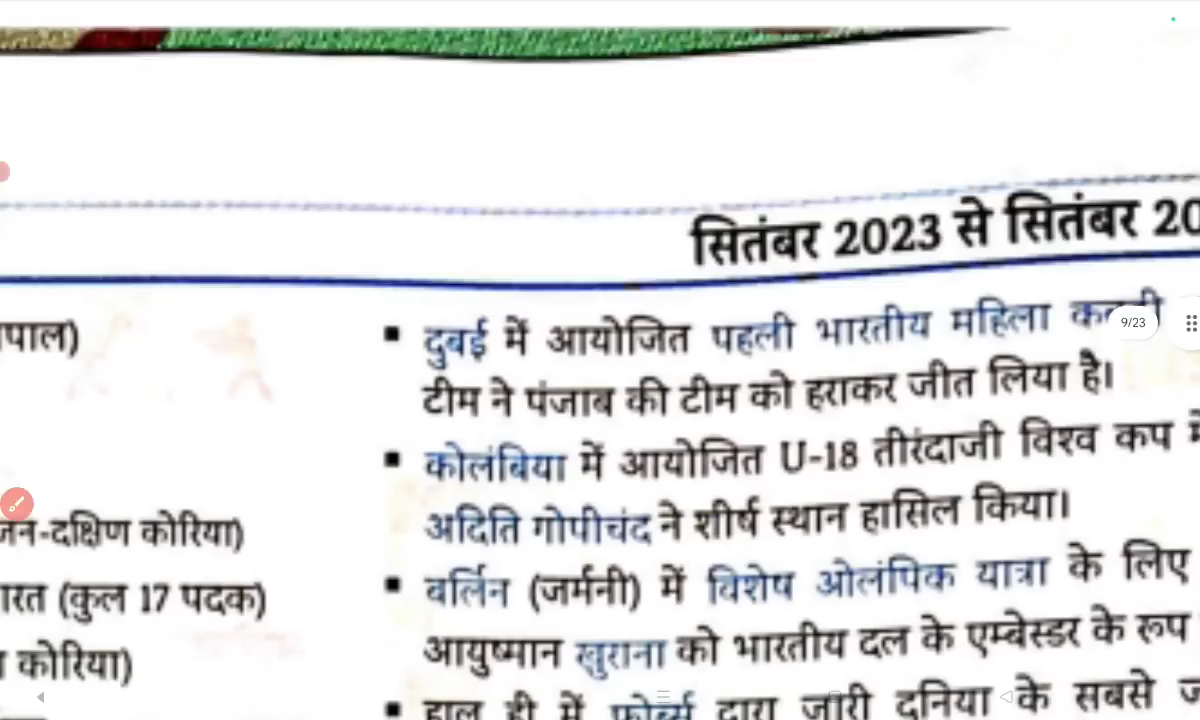 सितंबर 2023 से सितंबर 20
पाल)
दुबई में आयोजित पहली भारतीय महिला
9/23
टीम ने पंजाब की टीम को हराकर जीत लिया है।
कोलंबिया में आयोजित U-18 तीरंदाजी विश्व कप में
अदिति गोपीचंद ने शीर्ष स्थान हासिल किया।
जन-दक्षिण कोरिया)
बर्लिन (जर्मनी) में विशेष ओलंपिक यात्रा के लिए
रत (कुल 17 पदक)
आयुष्मान खुराना को भारतीय दल के एम्बेस्डर के रूप
कोरिया)
हाल ही में फोर्ब्स द्वारा जारी दुनिया के सबसे